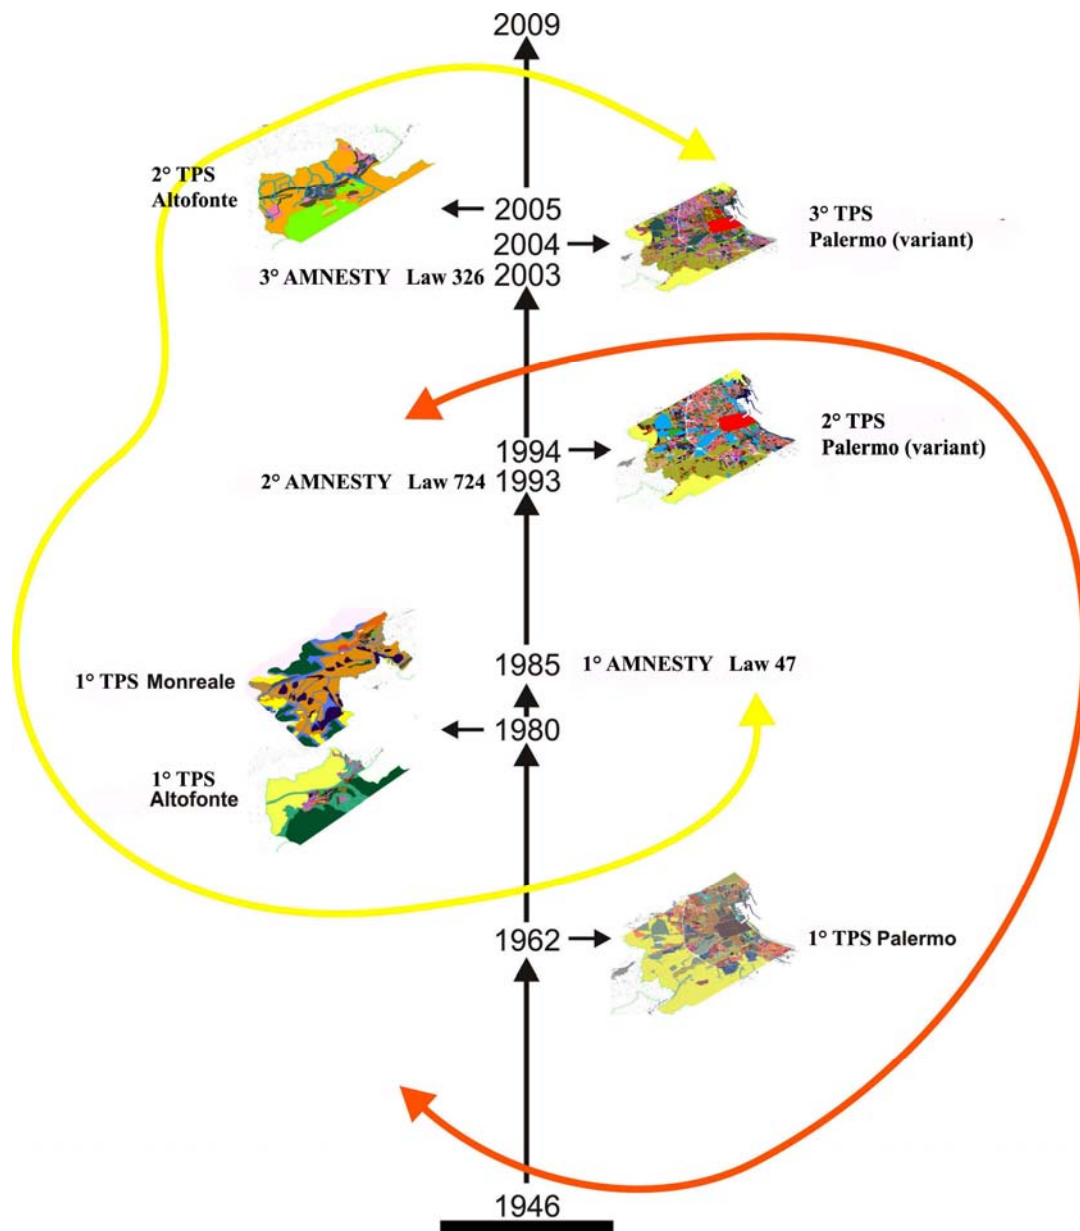 2009
2° TPS
Altofonte
2005
3° TPS
Palermo (variant)
2004
3° AMNESTY Law 326 2003
2° TPS
Palermo (variant)
1994
2° AMNESTY Law 724 1993
1985 1° AMNESTY Law 47
1° TPS Monreale
1980
1° TPS
Altofonte
1962
1° TPS Palermo
1946